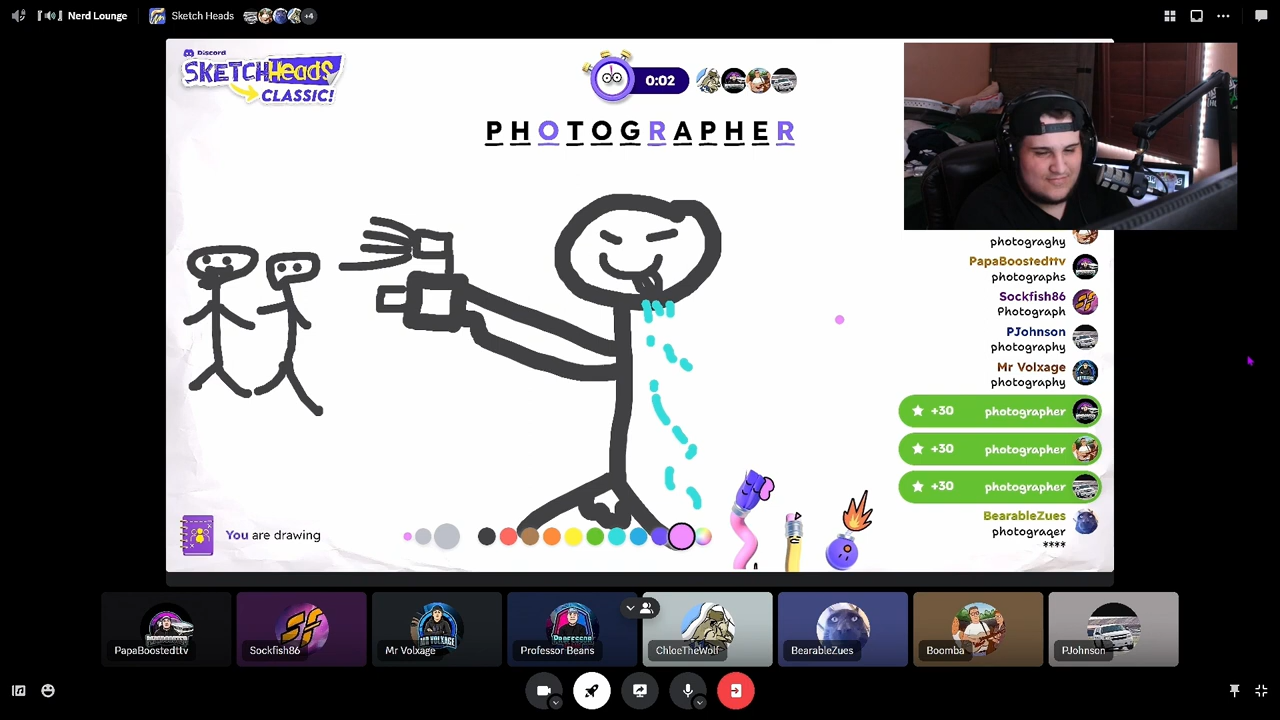 Nerd Lounge
Sketch Heads
+4
Discord
SKETCHHeadS
CLASSIC!
0:02
PHOTOGRAPHER
photograghy
PapaBoostedttv
photographs
Sockfish86
Photograph
PJohnson
photography
Mr Volxage
photography
+30 photographer
+30 photographer
+30 photographer
BearableZues
photograqer
****
You are drawing
PapaBoostedttv
Sockfish86
Mr Volxage
Professor Beans
ChloeTheWolf
BearableZues
Boomba
PJohnson